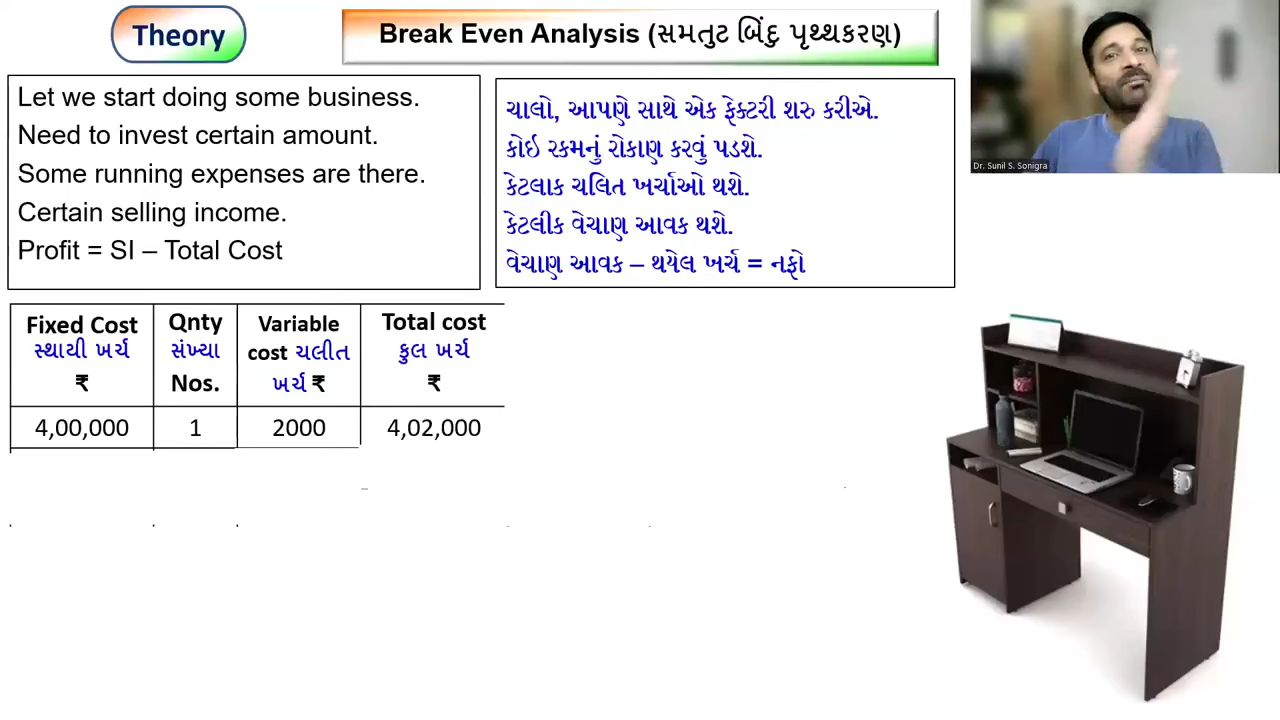 Theory
Break Even Analysis (સમતુટ બિંદુ પૃથ્થકરણ)
Dr. Sunil S. Sonigra
Let we start doing some business.
Need to invest certain amount.
Some running expenses are there.
Certain selling income.
Profit = SI – Total Cost
ચાલો, આપણે સાથે એક ફેક્ટરી શરુ કરીએ.
કોઇ રકમનું રોકાણ કરવું પડશે.
કેટલાક ચલિત ખર્ચાઓ થશે.
કેટલીક વેચાણ આવક થશે.
વેચાણ આવક – થયેલ ખર્ચ = નફો
Fixed Cost
સ્થાયી ખર્ચ
₹
Qnty
સંખ્યા
Nos.
Variable
cost ચલીત
ખર્ચ ₹
Total cost
કુલ ખર્ચ
₹
4,00,000 1 2000 4,02,000